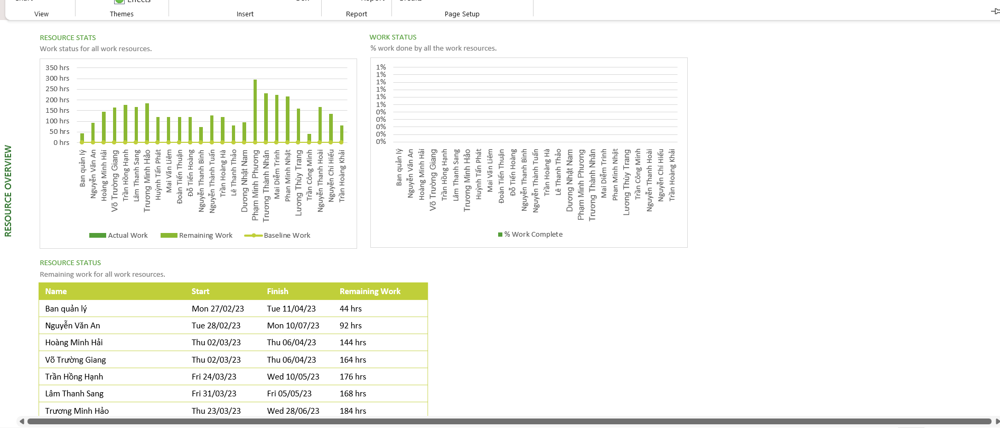 Effects
View Themes Insert Report Page Setup
RESOURCE OVERVIEW
RESOURCE STATS
Work status for all work resources.
350 hrs
300 hrs
250 hrs
200 hrs
150 hrs
100 hrs
50 hrs
0 hrs
Ban quản lý
Nguyễn Văn An
Hoàng Minh Hải
Võ Trường Giang
Trần Hồng Hạnh
Lâm Thanh Sang
Trương Minh Hảo
Huỳnh Tấn Phát
Mai Văn Liêm
Đoàn Tiến Thuận
Đỗ Tiến Hoàng
Nguyễn Thanh Bình
Nguyễn Thành Tuấn
Trần Hoàng Hà
Lê Thanh Thảo
Dương Nhật Nam
Phạm Minh Phương
Trương Thành Nhân
Mai Diễm Trinh
Phan Minh Nhật
Lương Thùy Trang
Trần Công Minh
Nguyễn Thanh Hoài
Nguyễn Chí Hiếu
Trần Hoàng Khải
Actual Work Remaining Work Baseline Work
WORK STATUS
% work done by all the work resources.
1%
1%
1%
1%
1%
1%
0%
0%
0%
0%
0%
Ban quản lý
Nguyễn Văn An
Hoàng Minh Hải
Võ Trường Giang
Trần Hồng Hạnh
Lâm Thanh Sang
Trương Minh Hảo
Huỳnh Tấn Phát
Mai Văn Liêm
Đoàn Tiến Thuận
Đỗ Tiến Hoàng
Nguyễn Thanh Bình
Nguyễn Thành Tuấn
Trần Hoàng Hà
Lê Thanh Thảo
Dương Nhật Nam
Phạm Minh Phương
Trương Thành Nhân
Mai Diễm Trinh
Phan Minh Nhật
Lương Thùy Trang
Trần Công Minh
Nguyễn Thanh Hoài
Nguyễn Chí Hiếu
Trần Hoàng Khải
% Work Complete
RESOURCE STATUS
Remaining work for all work resources.
Name Start Finish Remaining Work
Ban quản lý Mon 27/02/23 Tue 11/04/23 44 hrs
Nguyễn Văn An Tue 28/02/23 Mon 10/07/23 92 hrs
Hoàng Minh Hải Thu 02/03/23 Thu 06/04/23 144 hrs
Võ Trường Giang Thu 02/03/23 Thu 06/04/23 164 hrs
Trần Hồng Hạnh Fri 24/03/23 Wed 10/05/23 176 hrs
Lâm Thanh Sang Fri 31/03/23 Fri 05/05/23 168 hrs
Trương Minh Hảo Thu 23/03/23 Wed 28/06/23 184 hrs